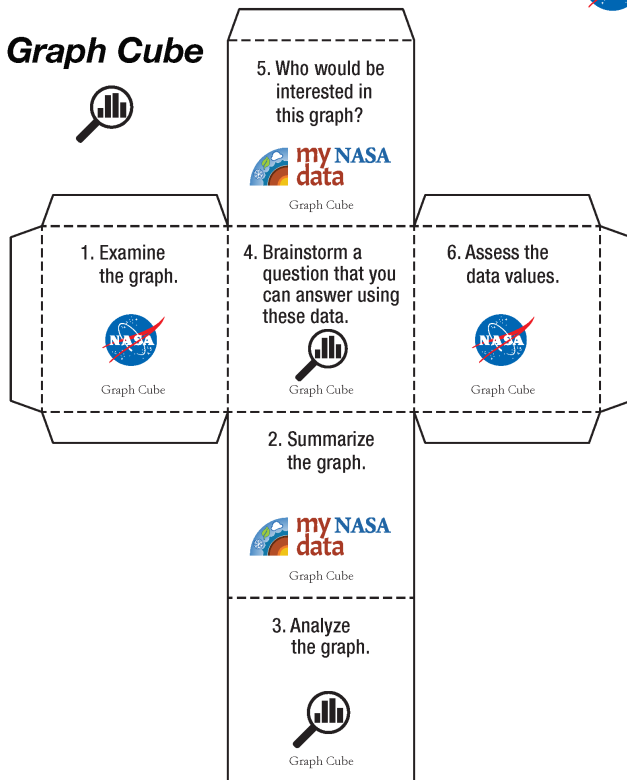 Graph Cube
5. Who would be
interested in
this graph?
my NASA
data
Graph Cube
1. Examine
the graph.
NASA
Graph Cube
4. Brainstorm a
question that you
can answer using
these data.
Graph Cube
6. Assess the
data values.
NASA
Graph Cube
2. Summarize
the graph.
my NASA
data
Graph Cube
3. Analyze
the graph.
Graph Cube